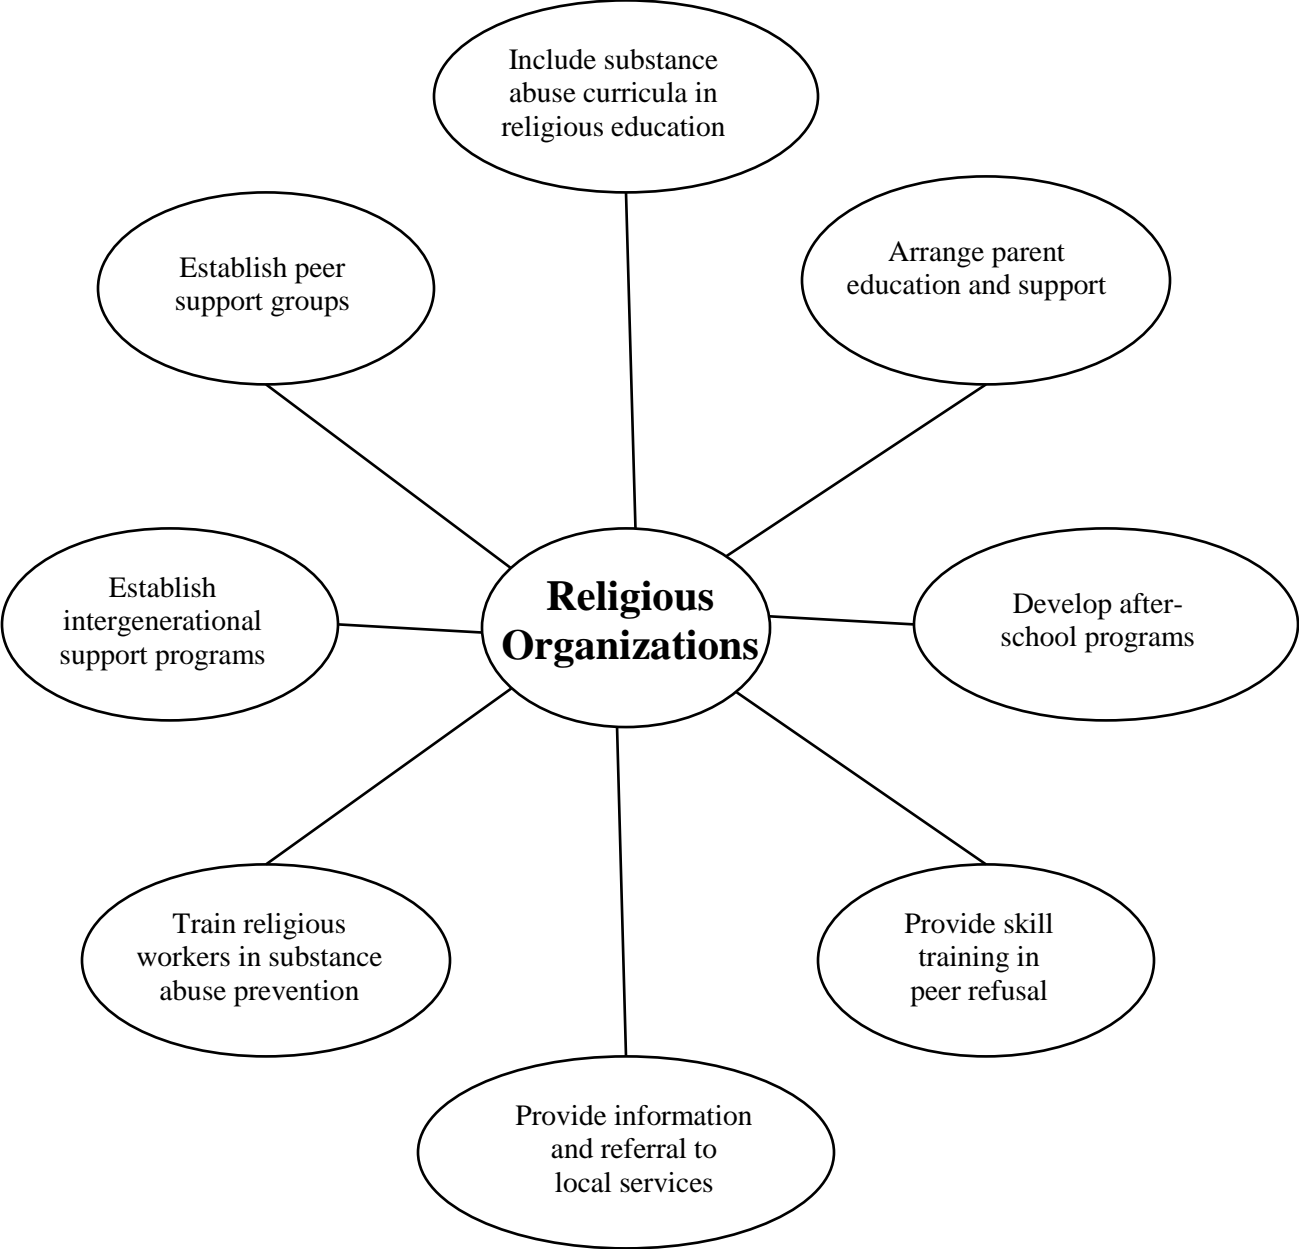 Include substance
abuse curricula in
religious education
Arrange parent
education and support
Establish peer
support groups
Establish
intergenerational
support programs
Religious
Organizations
Develop after-
school programs
Train religious
workers in substance
abuse prevention
Provide skill
training in
peer refusal
Provide information
and referral to
local services